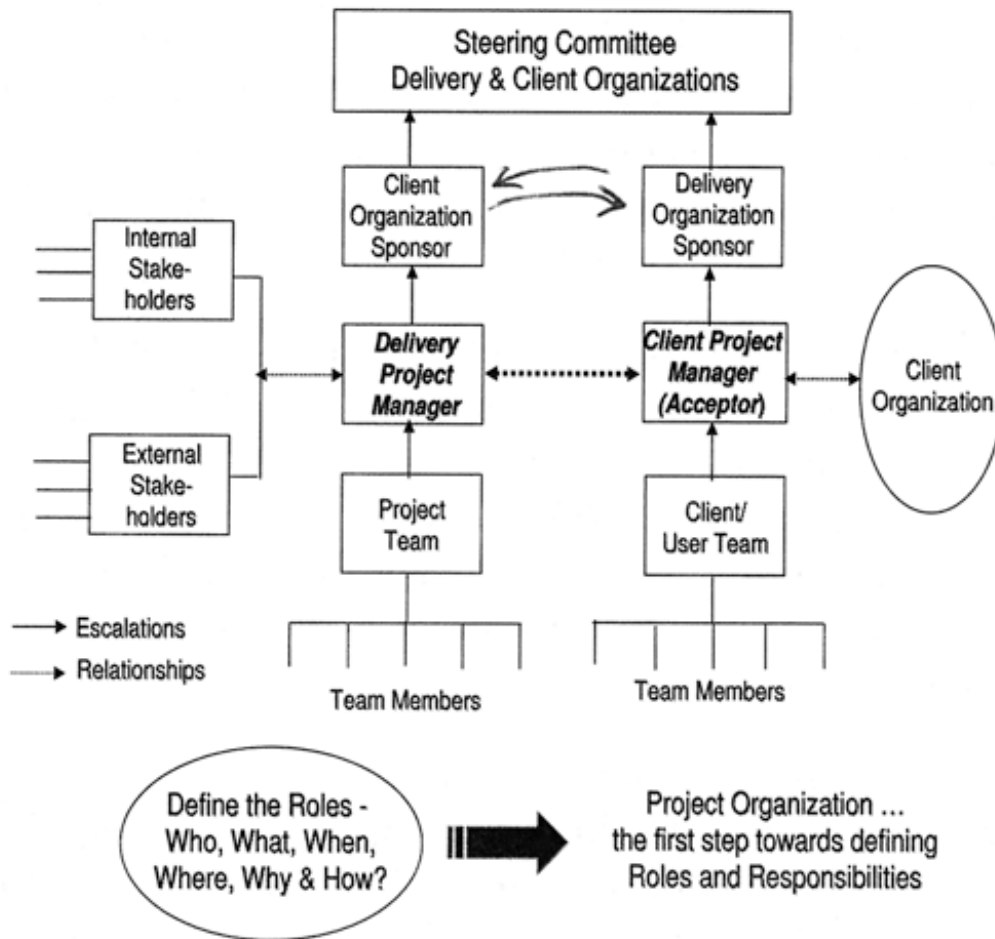 Steering Committee
Delivery & Client Organizations
Client
Organization
Sponsor
Delivery
Organization
Sponsor
Internal
Stake-
holders
Delivery
Project
Manager
Client Project
Manager
(Acceptor)
Client
Organization
External
Stake-
holders
Project
Team
Client/
User Team
Escalations
Relationships
Team Members
Team Members
Define the Roles -
Who, What, When,
Where, Why & How?
Project Organization ...
the first step towards defining
Roles and Responsibilities